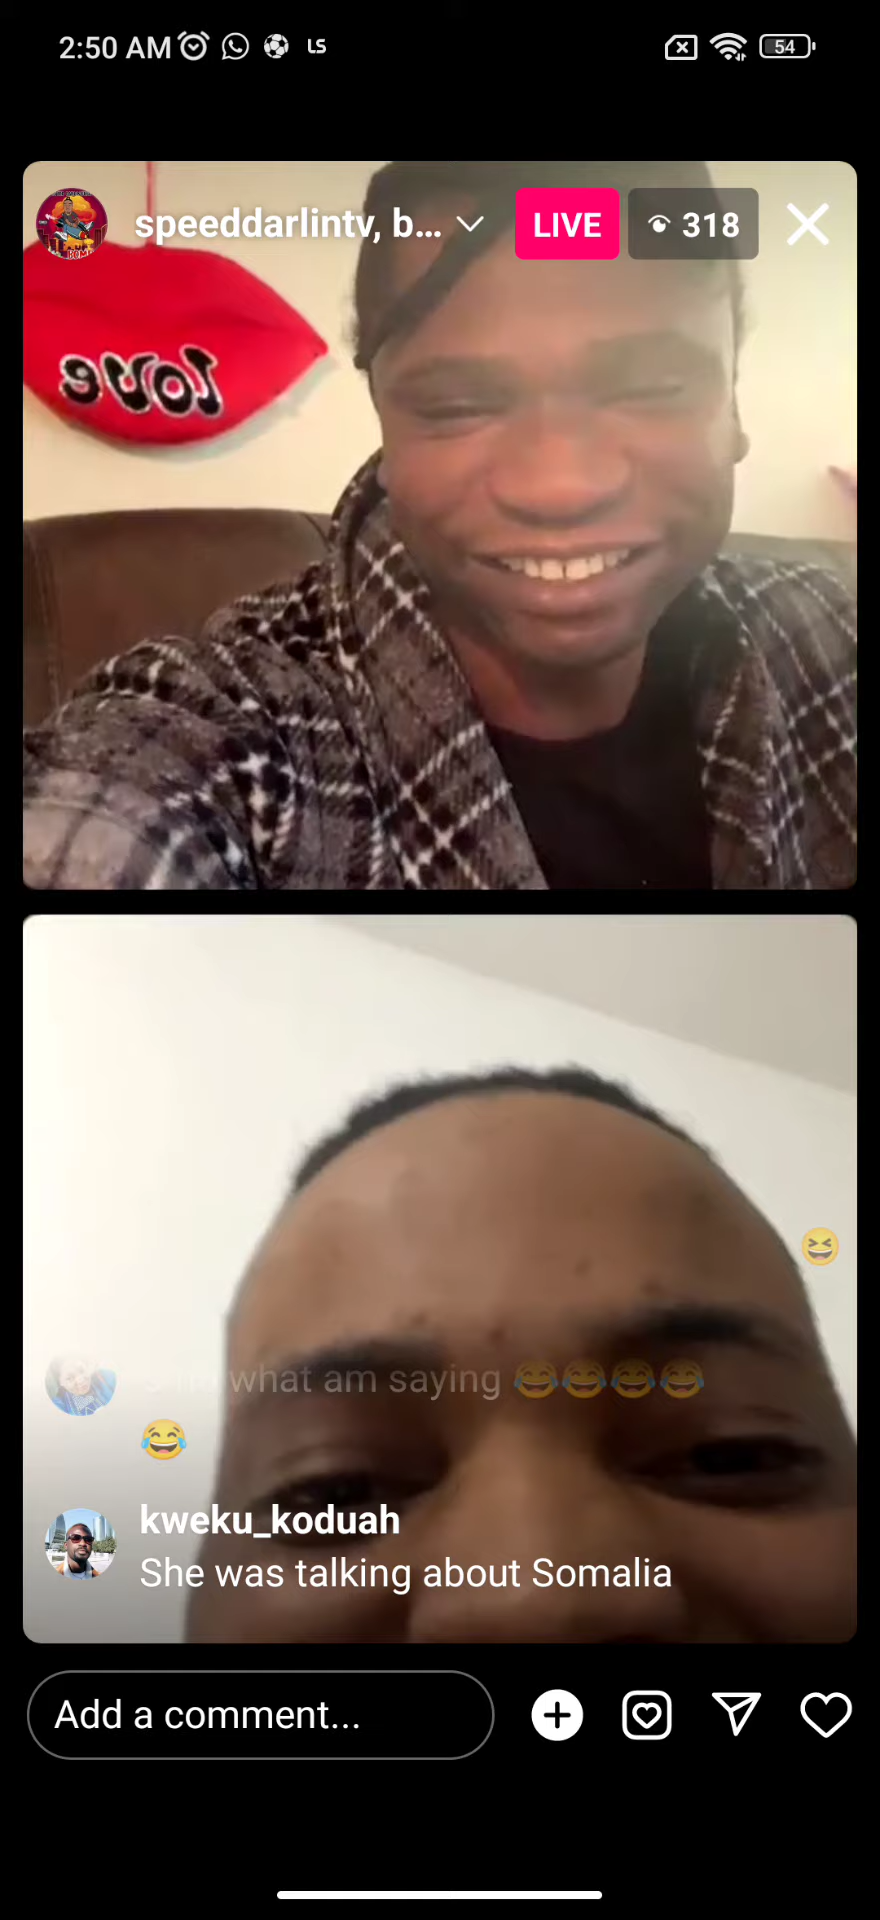 2:50 AM LS 54
speeddarlintv, b... LIVE 318
love
what am saying 😂😂😂😂
😂
kweku_koduah
She was talking about Somalia
Add a comment...